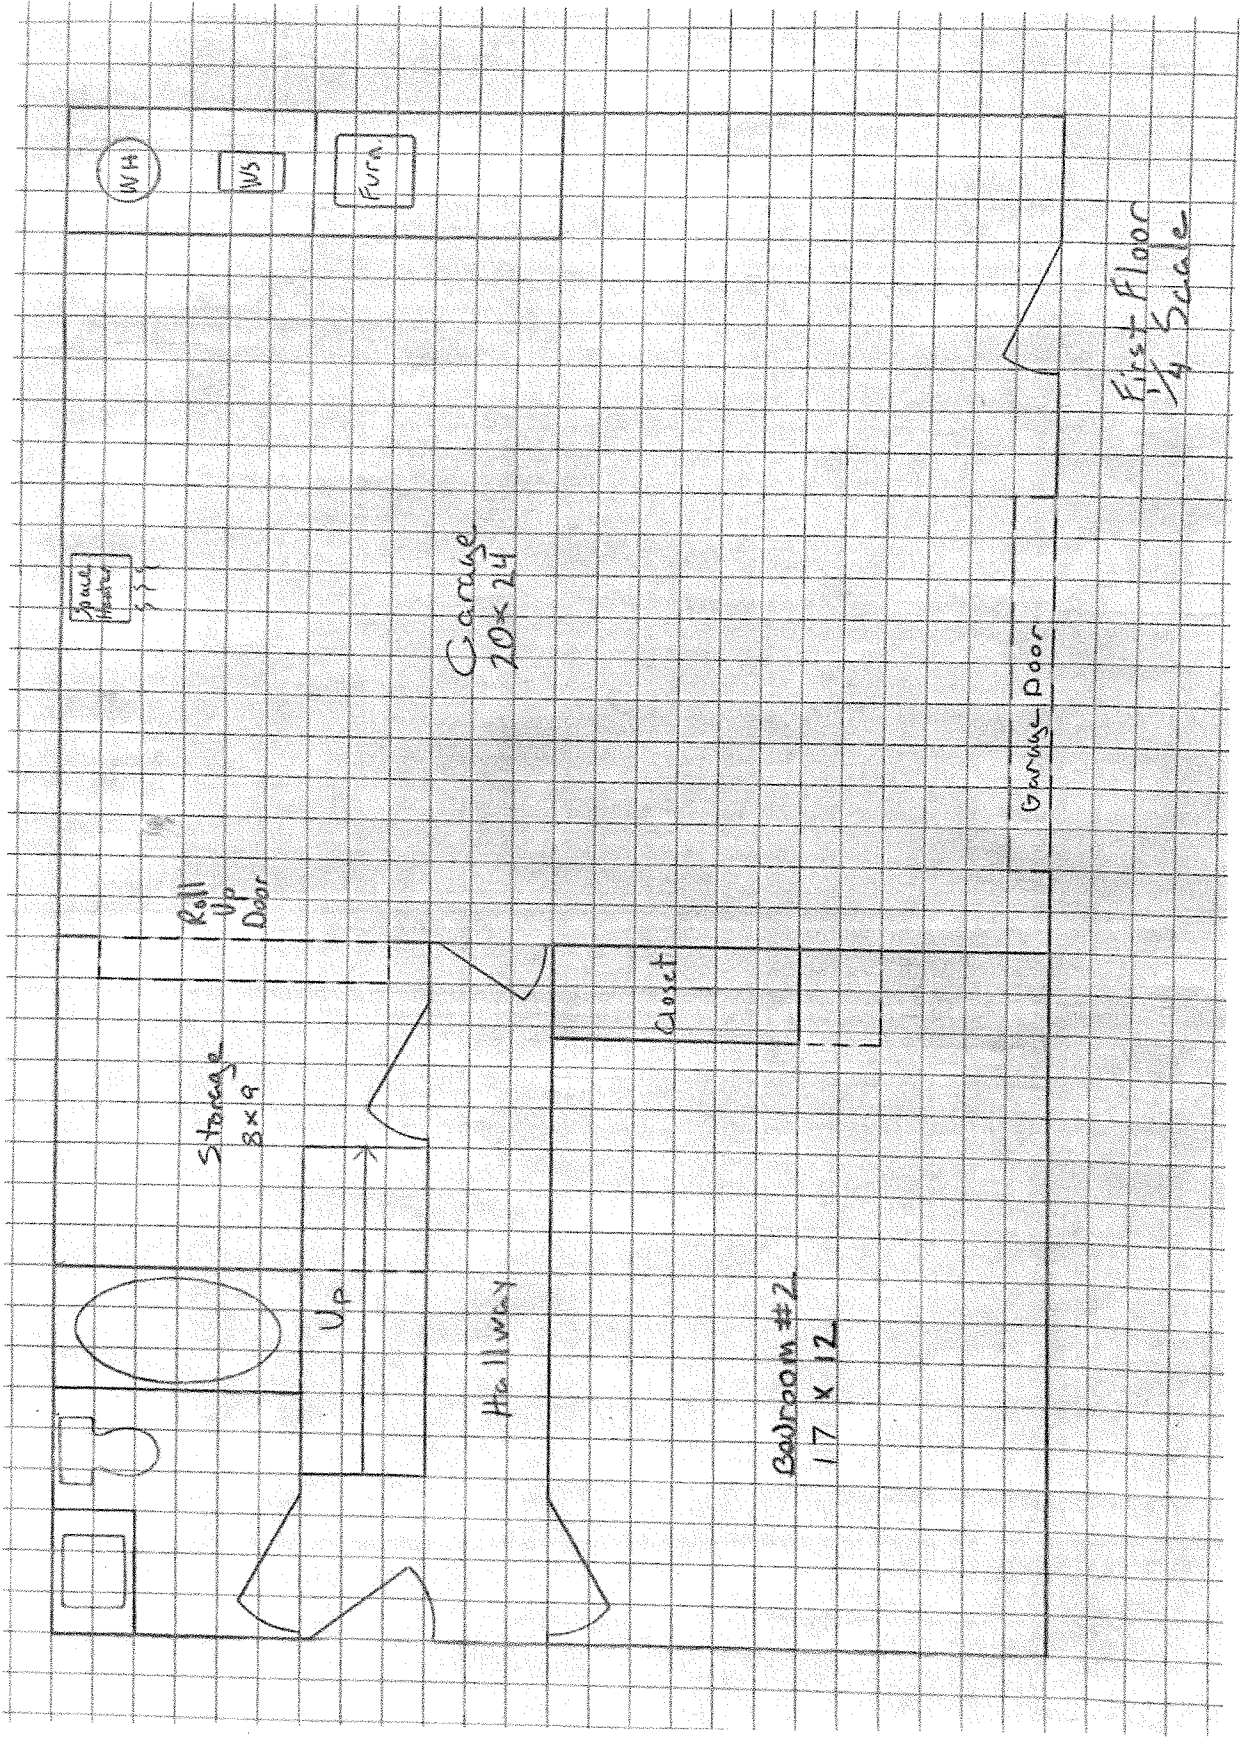 WH
WS
Furn.
Space
Heater
Roll
Up
Door
Garage
20x24
Storage
8x9
Closet
Up
Hallway
Bedroom #2
17 x 12
Garage Door
First Floor
1/4 Scale